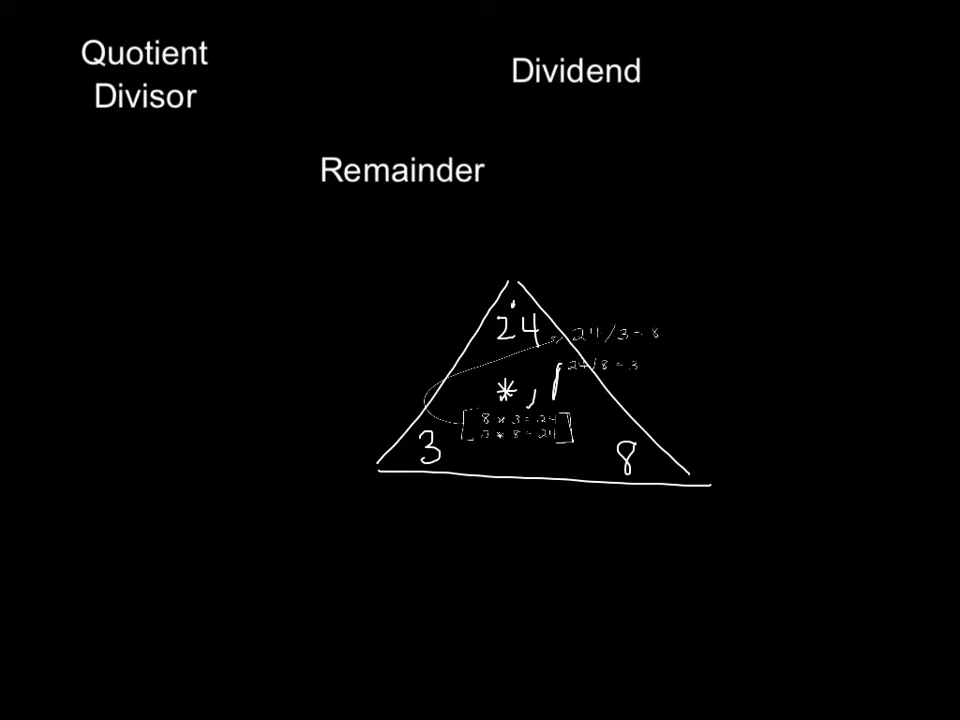 Quotient
Divisor
Dividend
Remainder
24
24/3 = 8
24/8 = 3
*, /
8 * 3 = 24
3 * 8 = 24
3
8